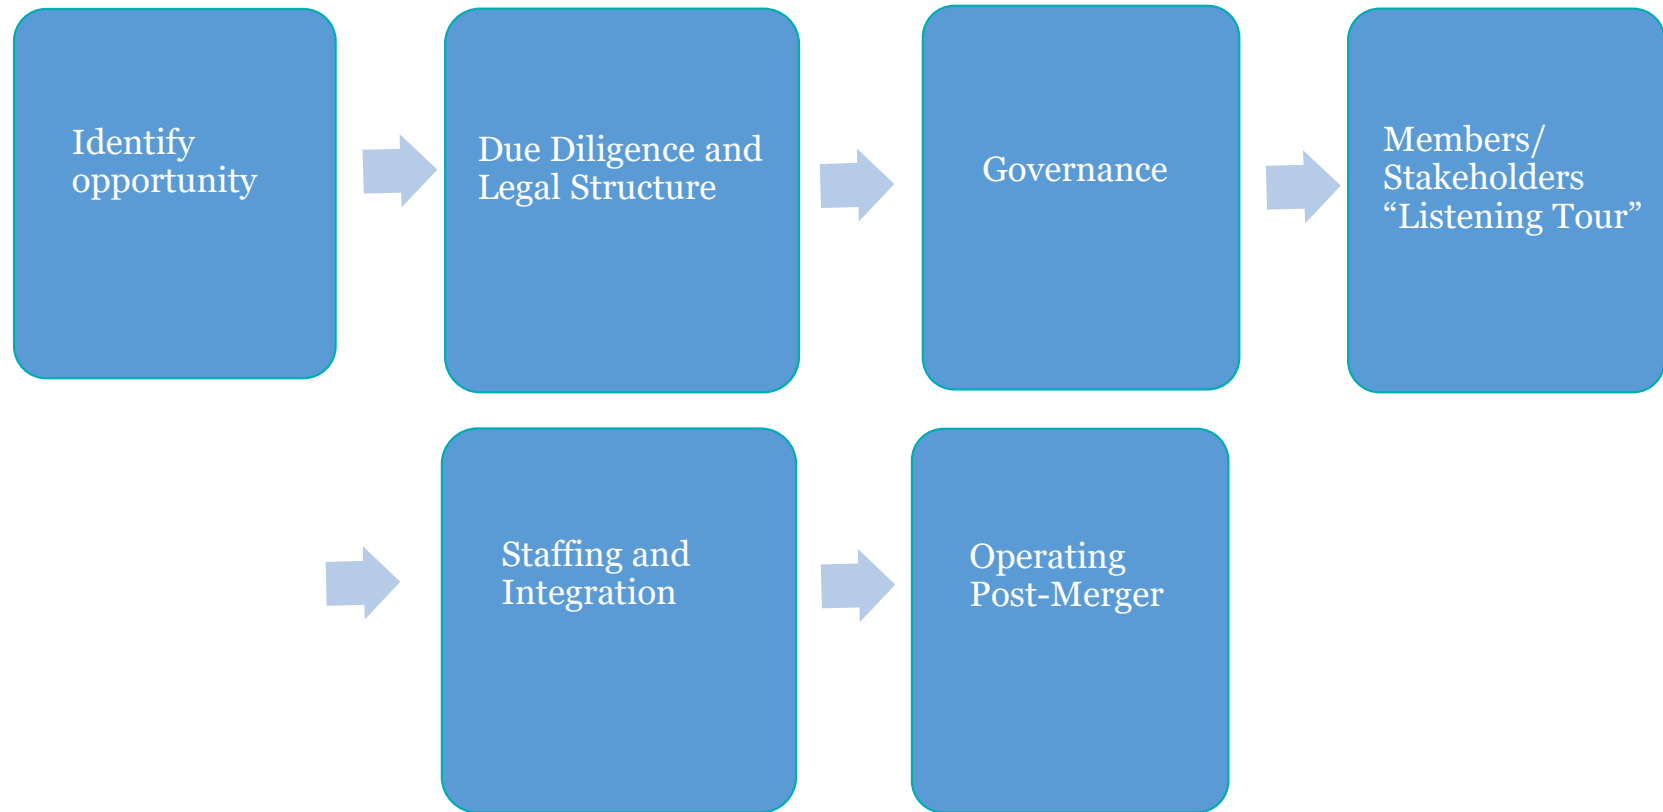 Identify
opportunity
Due Diligence and
Legal Structure
Governance
Members/
Stakeholders
“Listening Tour”
Staffing and
Integration
Operating
Post-Merger